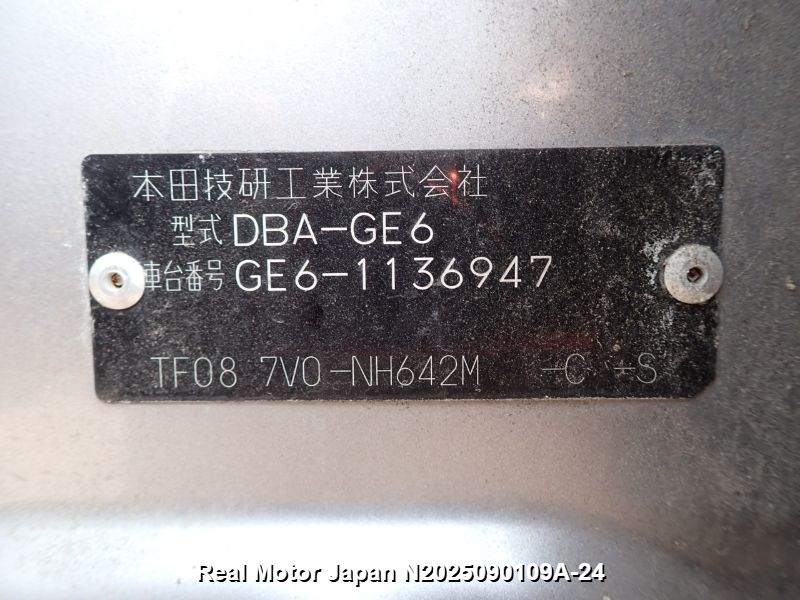 本田技研工業株式会社
型式 DBA-GE6
車台番号 GE6-1136947
TF08 7V0-NH642M -C -S
Real Motor Japan N2025090109A-24